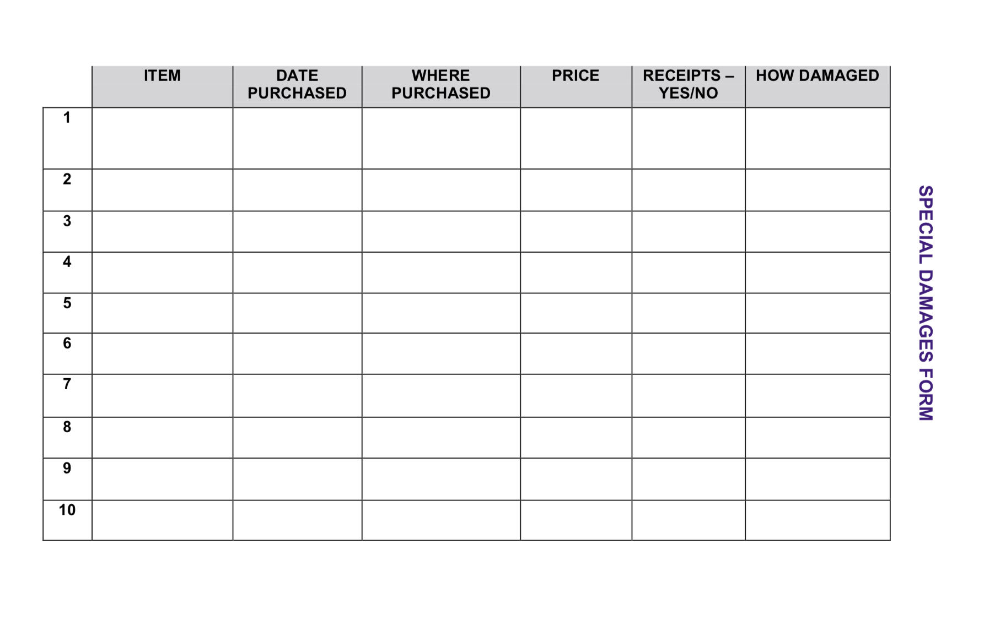 ITEM
DATE PURCHASED
WHERE PURCHASED
PRICE
RECEIPTS – YES/NO
HOW DAMAGED
1
2
3
4
5
6
7
8
9
10
SPECIAL DAMAGES FORM